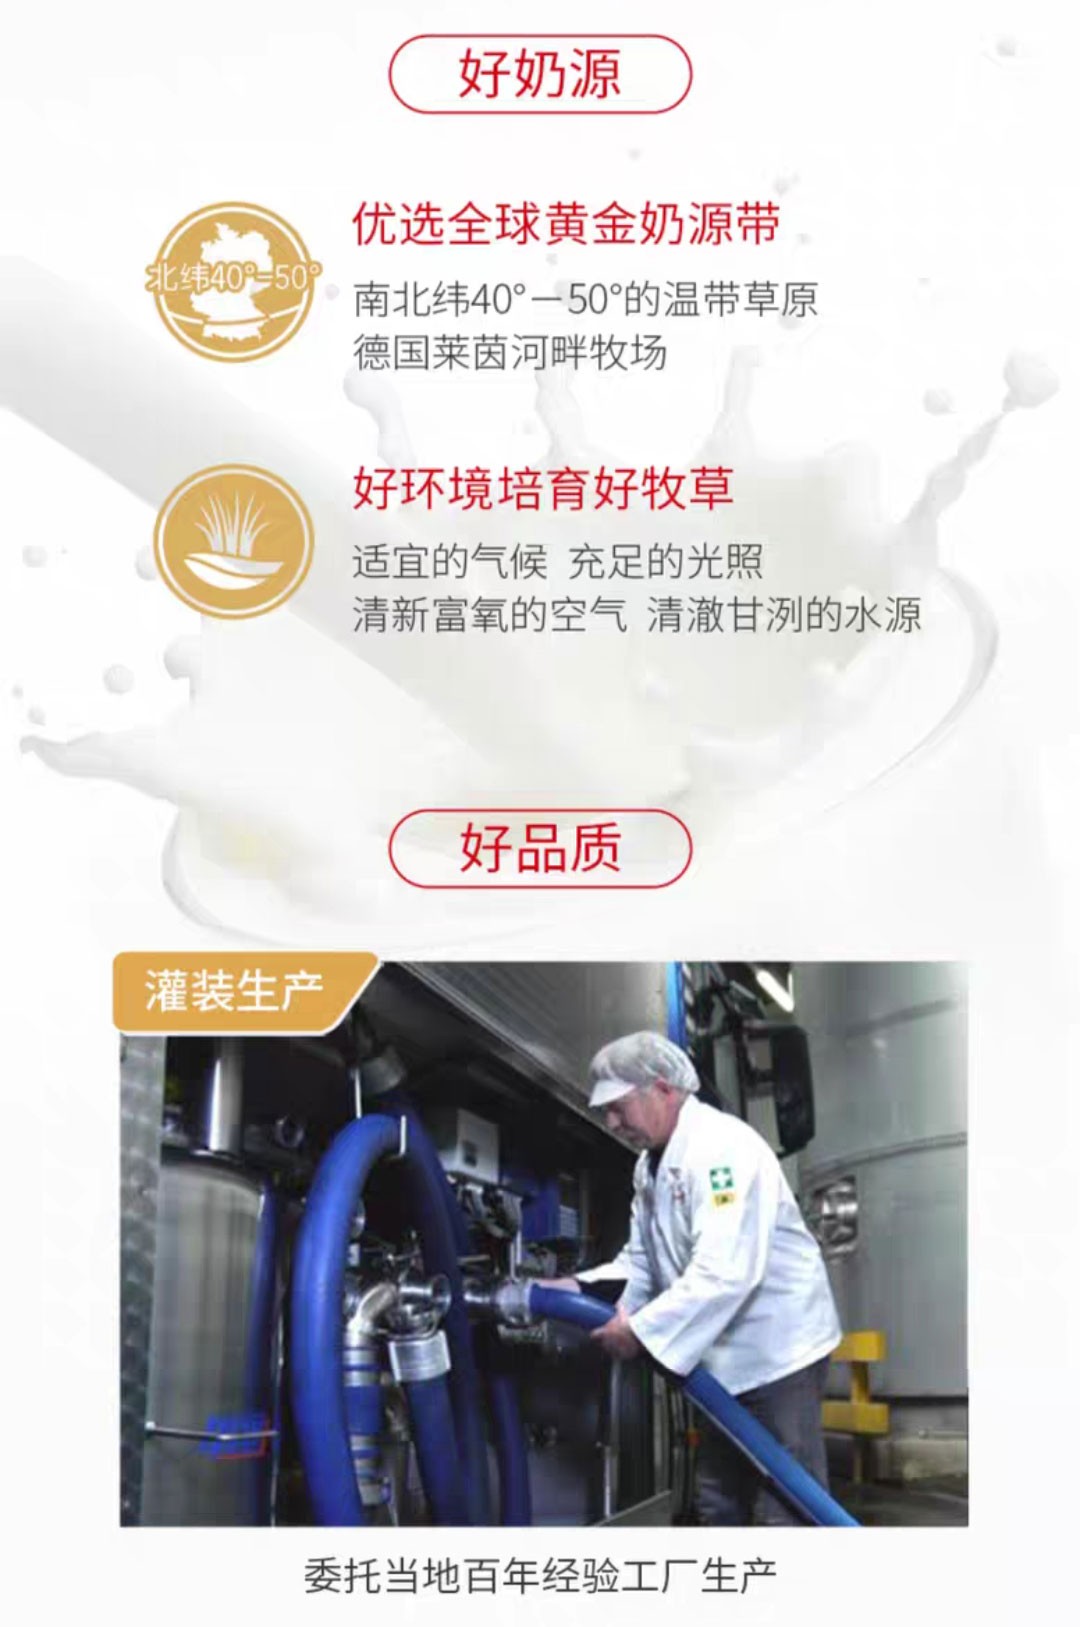 好奶源
优选全球黄金奶源带
北纬40°-50°
南北纬40°—50°的温带草原
德国莱茵河畔牧场
好环境培育好牧草
适宜的气候 充足的光照
清新富氧的空气 清澈甘洌的水源
好品质
灌装生产
委托当地百年经验工厂生产